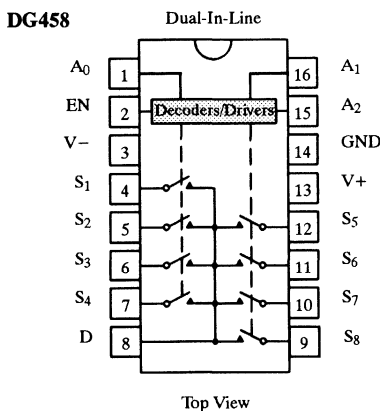 DG458 Dual-In-Line
A0 1 16 A1
EN 2 Decoders/Drivers 15 A2
V− 3 14 GND
S1 4 13 V+
S2 5 12 S5
S3 6 11 S6
S4 7 10 S7
D 8 9 S8
Top View